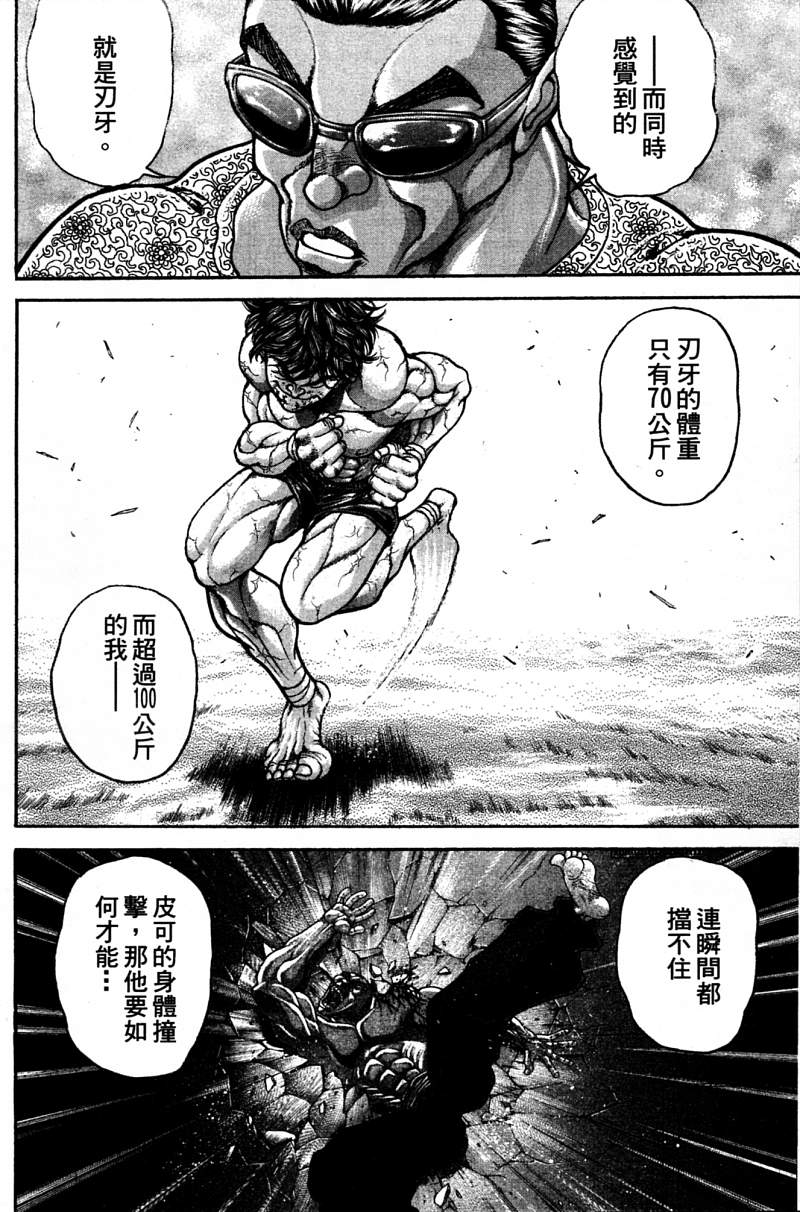 ——而同時
感覺到的
就是刃牙。
刃牙的體重
只有70公斤。
而超過100公斤
的我——
連瞬間都
擋不住
皮可的身體撞
擊，那他要如
何才能…